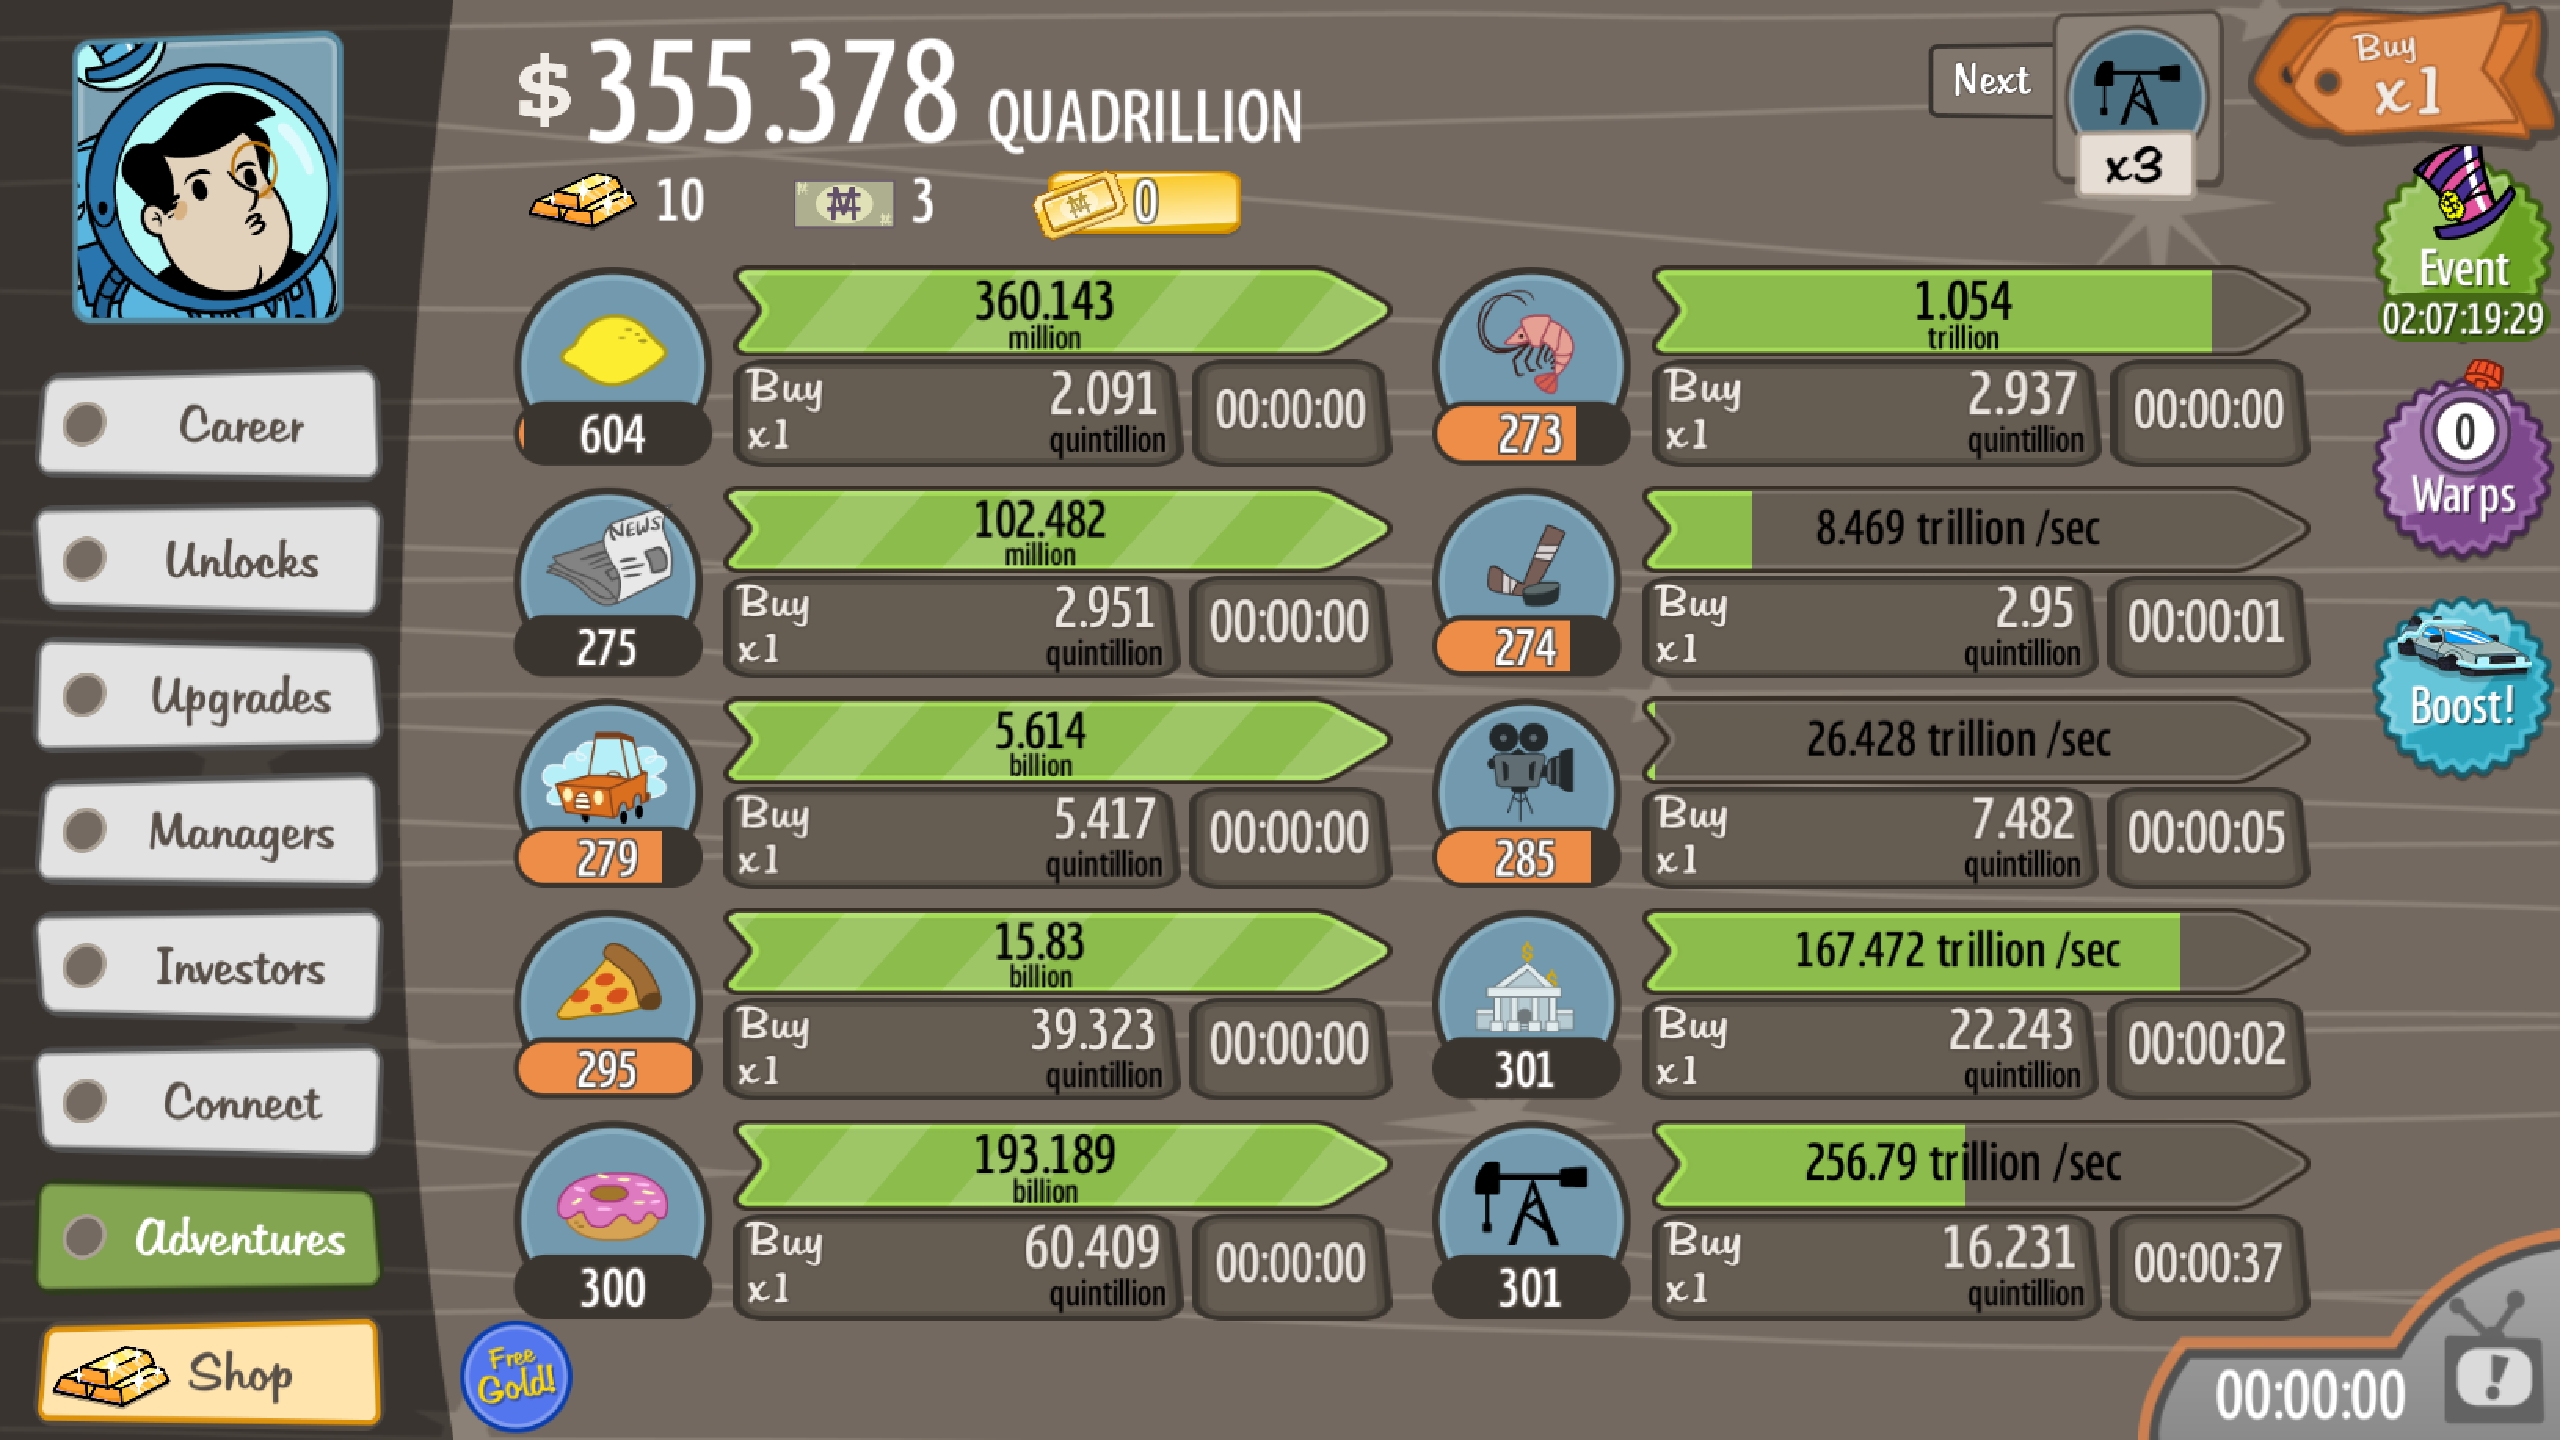 $355.378 QUADRILLION
10
3
0
Next
x3
Buy
x1
Event
02:07:19:29
0
Warps
Boost!
Career
Unlocks
Upgrades
Managers
Investors
Connect
Adventures
Shop
Free
Gold!
604
360.143
million
Buy
x1
2.091
quintillion
00:00:00
NEWS
275
102.482
million
Buy
x1
2.951
quintillion
00:00:00
279
5.614
billion
Buy
x1
5.417
quintillion
00:00:00
295
15.83
billion
Buy
x1
39.323
quintillion
00:00:00
300
193.189
billion
Buy
x1
60.409
quintillion
00:00:00
273
1.054
trillion
Buy
x1
2.937
quintillion
00:00:00
274
8.469 trillion /sec
Buy
x1
2.95
quintillion
00:00:01
285
26.428 trillion /sec
Buy
x1
7.482
quintillion
00:00:05
301
167.472 trillion /sec
Buy
x1
22.243
quintillion
00:00:02
301
256.79 trillion /sec
Buy
x1
16.231
quintillion
00:00:37
00:00:00
!